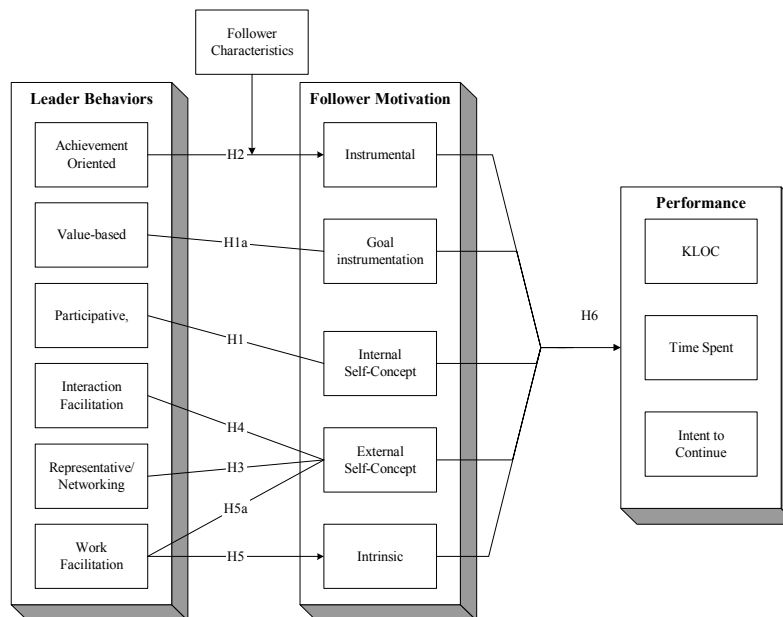 Follower
Characteristics
Leader Behaviors
Follower Motivation
Achievement
Oriented
H2
Instrumental
Performance
Value-based
H1a
Goal
instrumentation
KLOC
Participative,
H1
H6
Internal
Self-Concept
Time Spent
Interaction
Facilitation
H4
External
Self-Concept
Intent to
Continue
Representative/
Networking
H3
H5a
Work
Facilitation
H5
Intrinsic